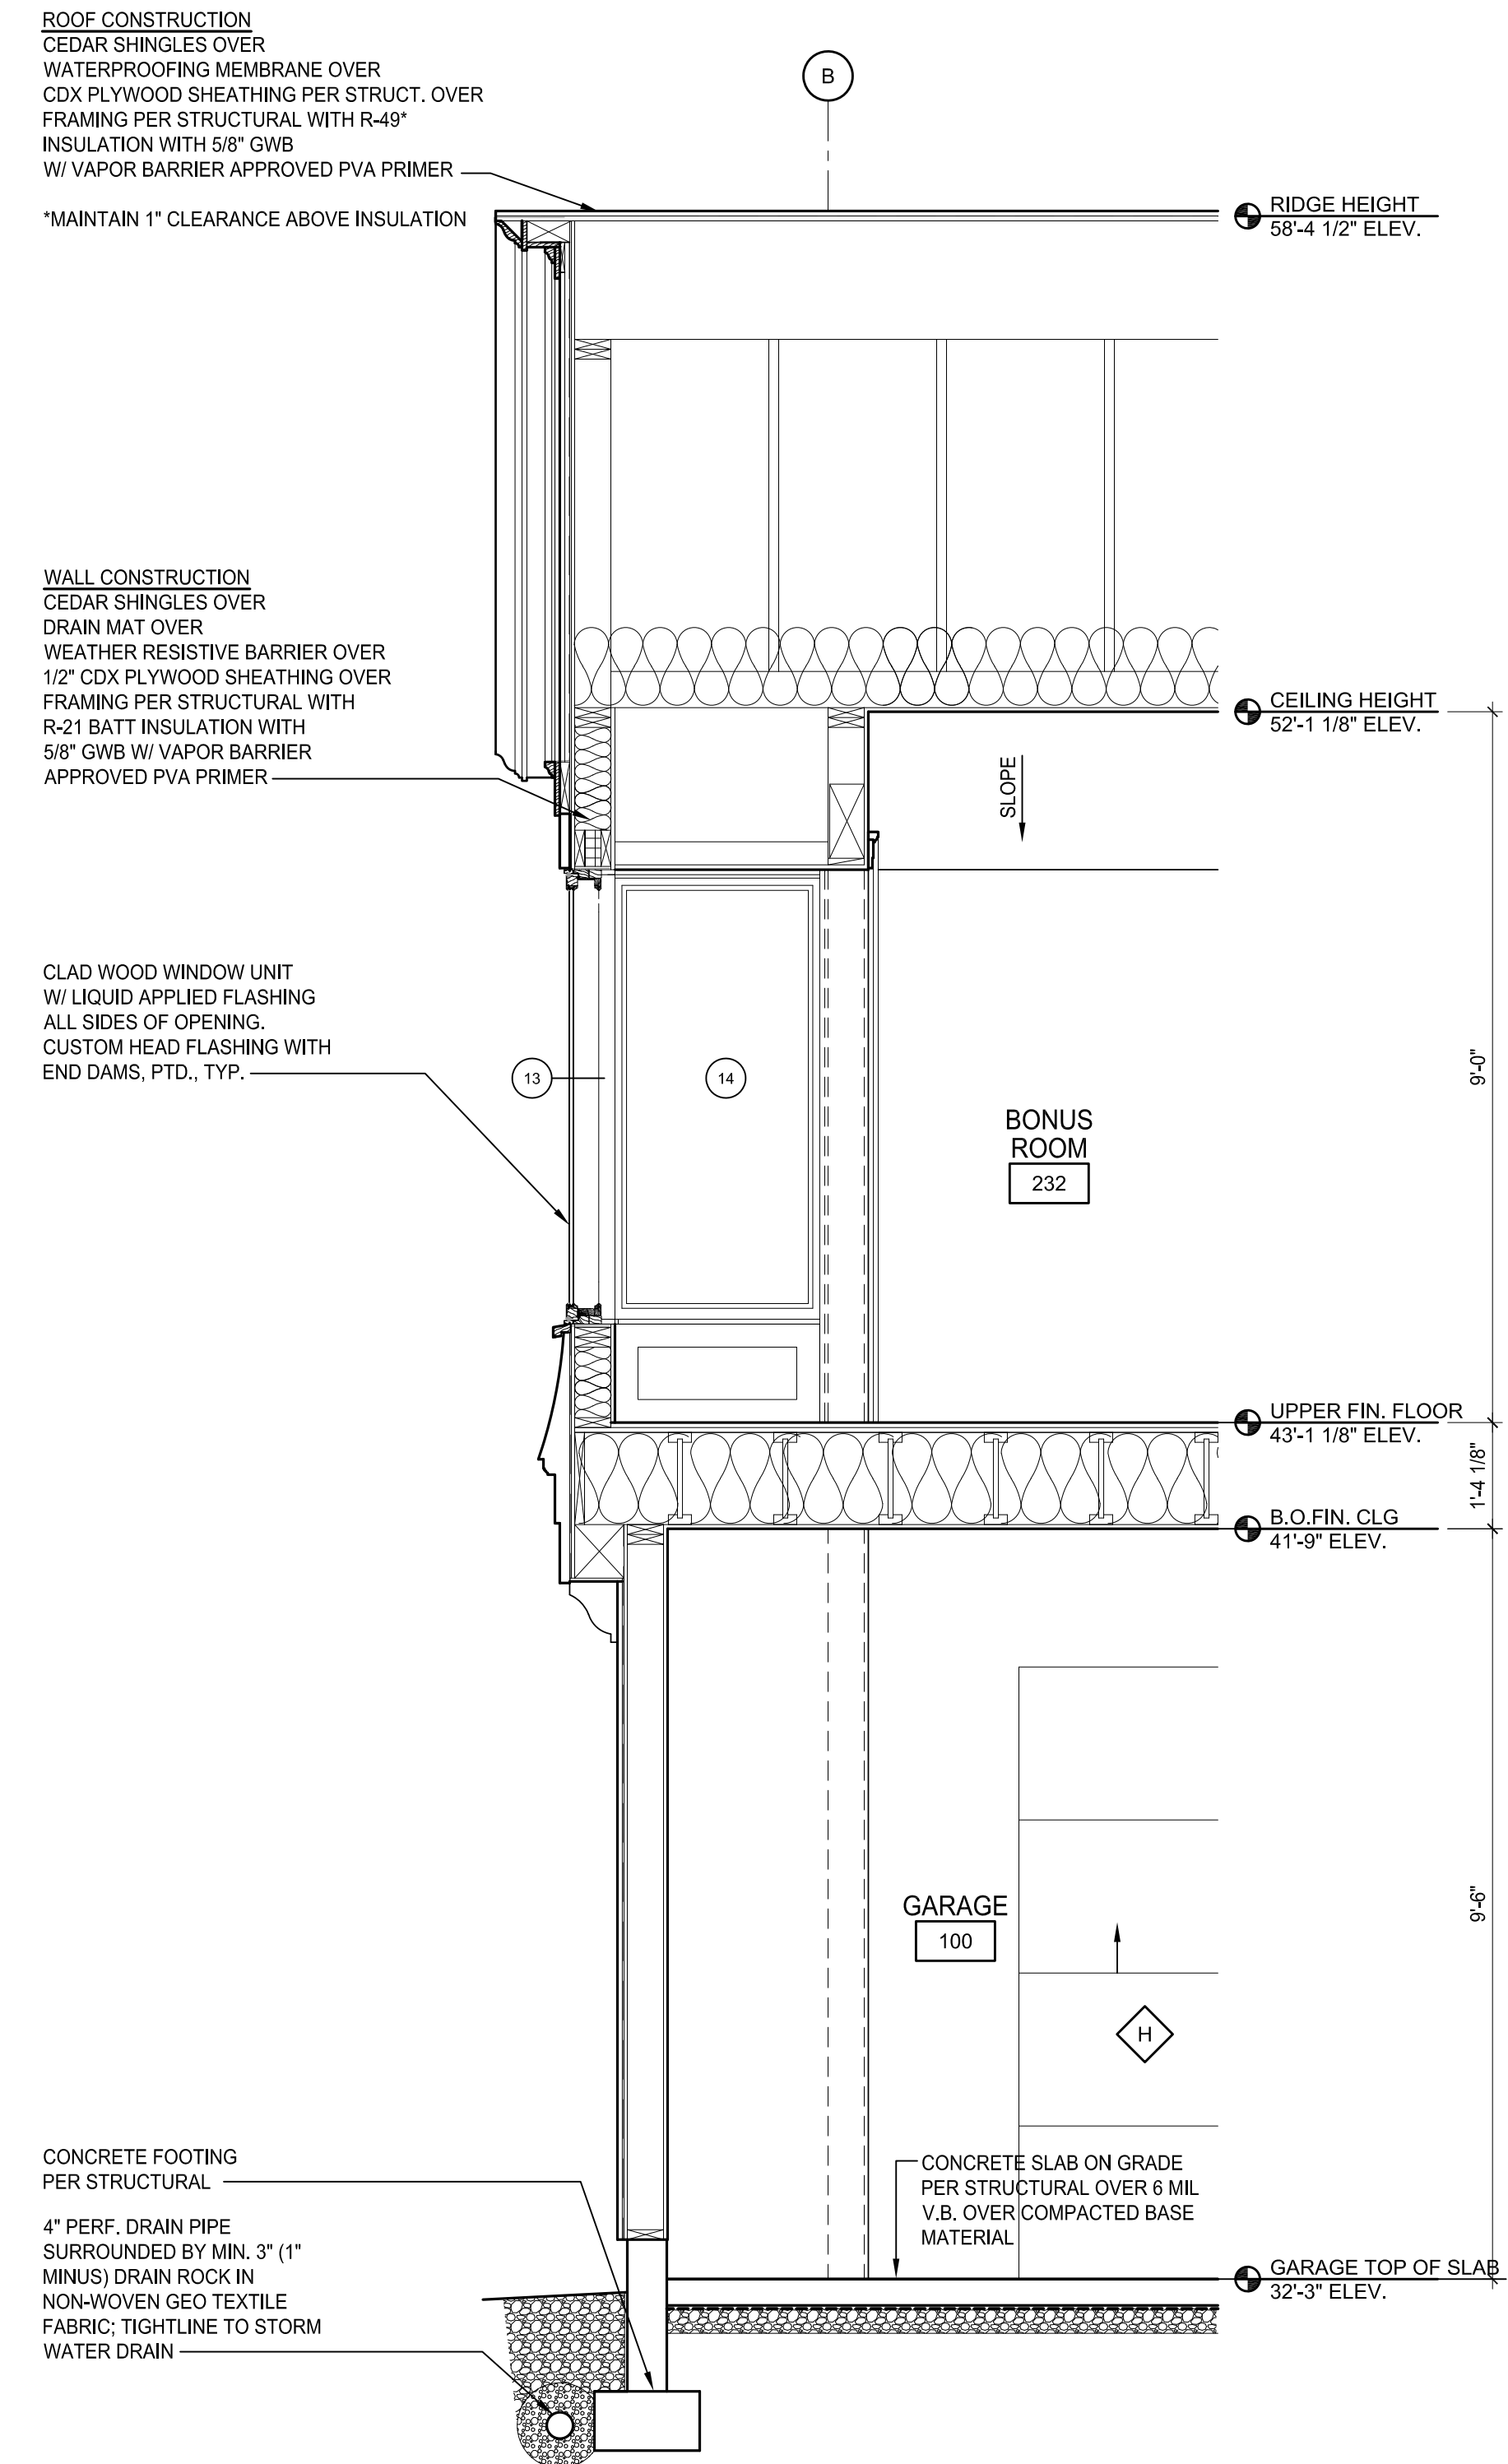 ROOF CONSTRUCTION
CEDAR SHINGLES OVER
WATERPROOFING MEMBRANE OVER
CDX PLYWOOD SHEATHING PER STRUCT. OVER
FRAMING PER STRUCTURAL WITH R-49*
INSULATION WITH 5/8" GWB
W/ VAPOR BARRIER APPROVED PVA PRIMER
*MAINTAIN 1" CLEARANCE ABOVE INSULATION
B
RIDGE HEIGHT
58'-4 1/2" ELEV.
WALL CONSTRUCTION
CEDAR SHINGLES OVER
DRAIN MAT OVER
WEATHER RESISTIVE BARRIER OVER
1/2" CDX PLYWOOD SHEATHING OVER
FRAMING PER STRUCTURAL WITH
R-21 BATT INSULATION WITH
5/8" GWB W/ VAPOR BARRIER
APPROVED PVA PRIMER
CEILING HEIGHT
52'-1 1/8" ELEV.
SLOPE
CLAD WOOD WINDOW UNIT
W/ LIQUID APPLIED FLASHING
ALL SIDES OF OPENING.
CUSTOM HEAD FLASHING WITH
END DAMS, PTD., TYP.
13
14
9'-0"
BONUS
ROOM
232
UPPER FIN. FLOOR
43'-1 1/8" ELEV.
1'-4 1/8"
B.O.FIN. CLG
41'-9" ELEV.
GARAGE
100
9'-6"
H
CONCRETE FOOTING
PER STRUCTURAL
4" PERF. DRAIN PIPE
SURROUNDED BY MIN. 3" (1"
MINUS) DRAIN ROCK IN
NON-WOVEN GEO TEXTILE
FABRIC; TIGHTLINE TO STORM
WATER DRAIN
CONCRETE SLAB ON GRADE
PER STRUCTURAL OVER 6 MIL
V.B. OVER COMPACTED BASE
MATERIAL
GARAGE TOP OF SLAB
32'-3" ELEV.